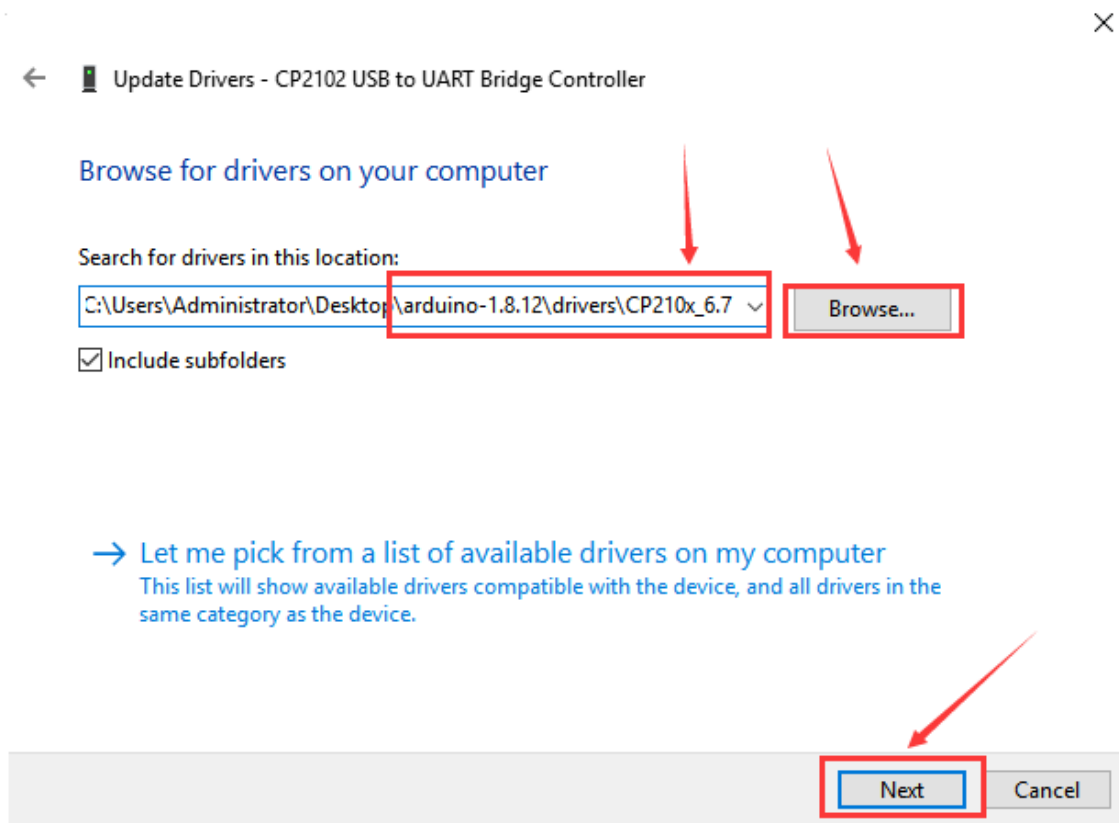 Update Drivers - CP2102 USB to UART Bridge Controller
Browse for drivers on your computer
Search for drivers in this location:
C:\Users\Administrator\Desktop\arduino-1.8.12\drivers\CP210x_6.7
Browse...
Include subfolders
Let me pick from a list of available drivers on my computer
This list will show available drivers compatible with the device, and all drivers in the
same category as the device.
Next
Cancel